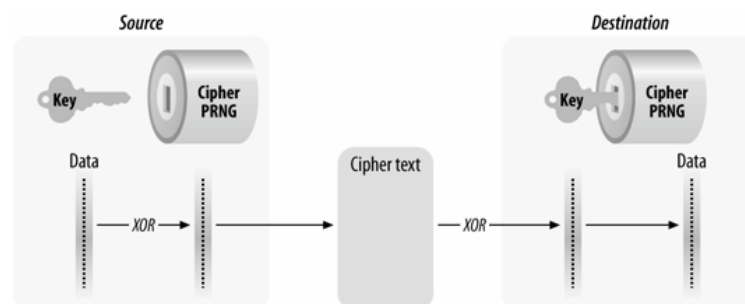 Source
Destination
Key
Cipher
PRNG
Key
Cipher
PRNG
Data
Cipher text
Data
XOR
XOR